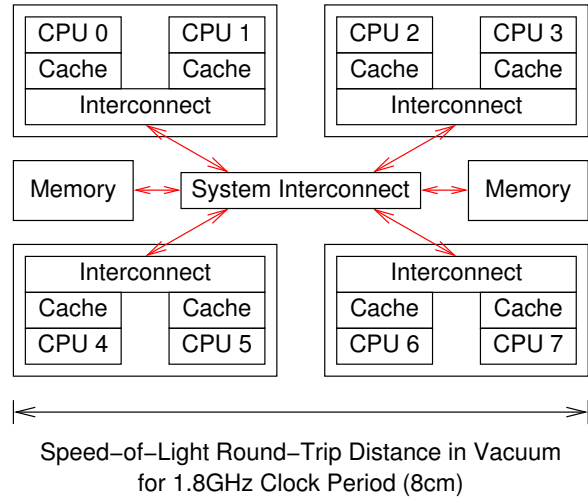 CPU 0 CPU 1 CPU 2 CPU 3
Cache Cache Cache Cache
Interconnect Interconnect
Memory System Interconnect Memory
Interconnect Interconnect
Cache Cache Cache Cache
CPU 4 CPU 5 CPU 6 CPU 7
Speed−of−Light Round−Trip Distance in Vacuum
for 1.8GHz Clock Period (8cm)